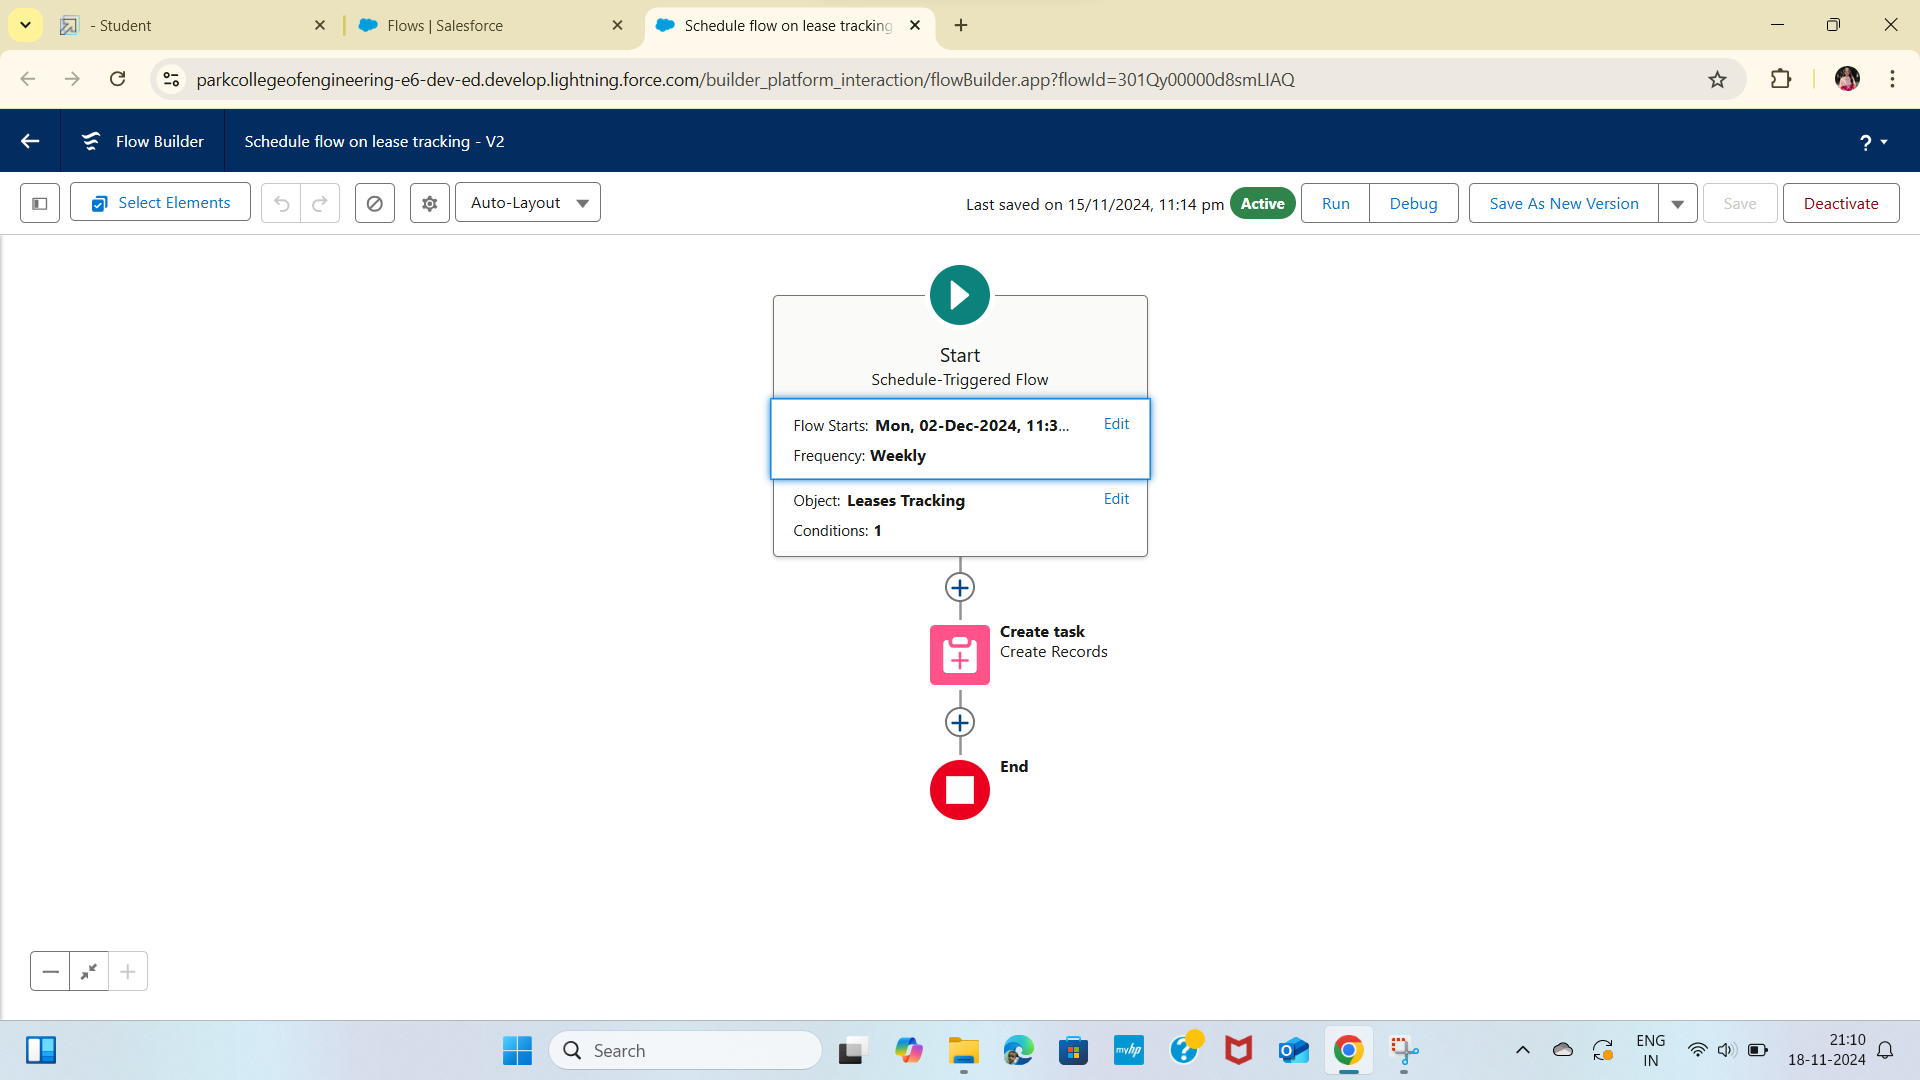 - Student
Flows | Salesforce
Schedule flow on lease tracking
parkcollegeofengineering-e6-dev-ed.develop.lightning.force.com/builder_platform_interaction/flowBuilder.app?flowId=301Qy00000d8smLIAQ
Flow Builder
Schedule flow on lease tracking - V2
?
Select Elements
Auto-Layout
Last saved on 15/11/2024, 11:14 pm
Active
Run
Debug
Save As New Version
Save
Deactivate
Start
Schedule-Triggered Flow
Flow Starts: Mon, 02-Dec-2024, 11:3...
Edit
Frequency: Weekly
Object: Leases Tracking
Edit
Conditions: 1
Create task
Create Records
End
Search
myhp
ENG
IN
21:10
18-11-2024